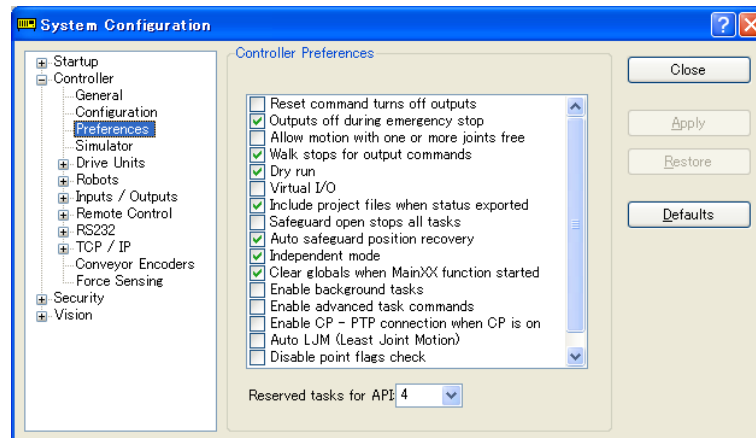 System Configuration
Startup
Controller
General
Configuration
Preferences
Simulator
Drive Units
Robots
Inputs / Outputs
Remote Control
RS232
TCP / IP
Conveyor Encoders
Force Sensing
Security
Vision
Controller Preferences
Reset command turns off outputs
Outputs off during emergency stop
Allow motion with one or more joints free
Walk stops for output commands
Dry run
Virtual I/O
Include project files when status exported
Safeguard open stops all tasks
Auto safeguard position recovery
Independent mode
Clear globals when MainXX function started
Enable background tasks
Enable advanced task commands
Enable CP - PTP connection when CP is on
Auto LJM (Least Joint Motion)
Disable point flags check
Reserved tasks for API: 4
Close
Apply
Restore
Defaults